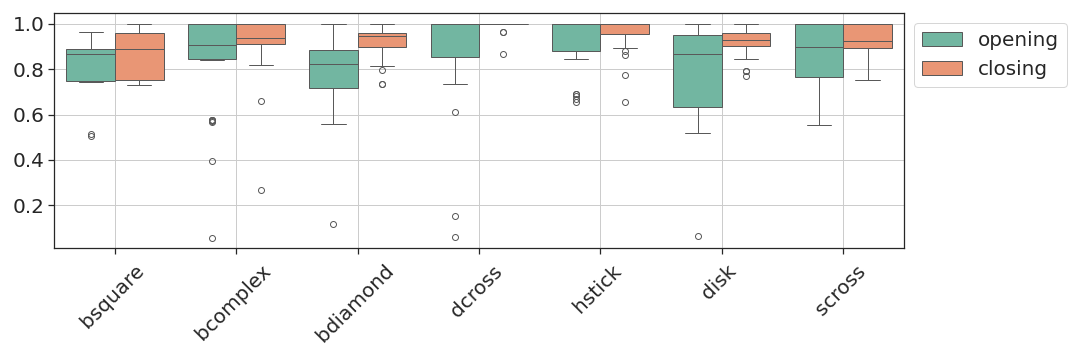 1.0
0.8
0.6
0.4
0.2
bsquare
bcomplex
bdiamond
dcross
hstick
disk
scross
opening
closing